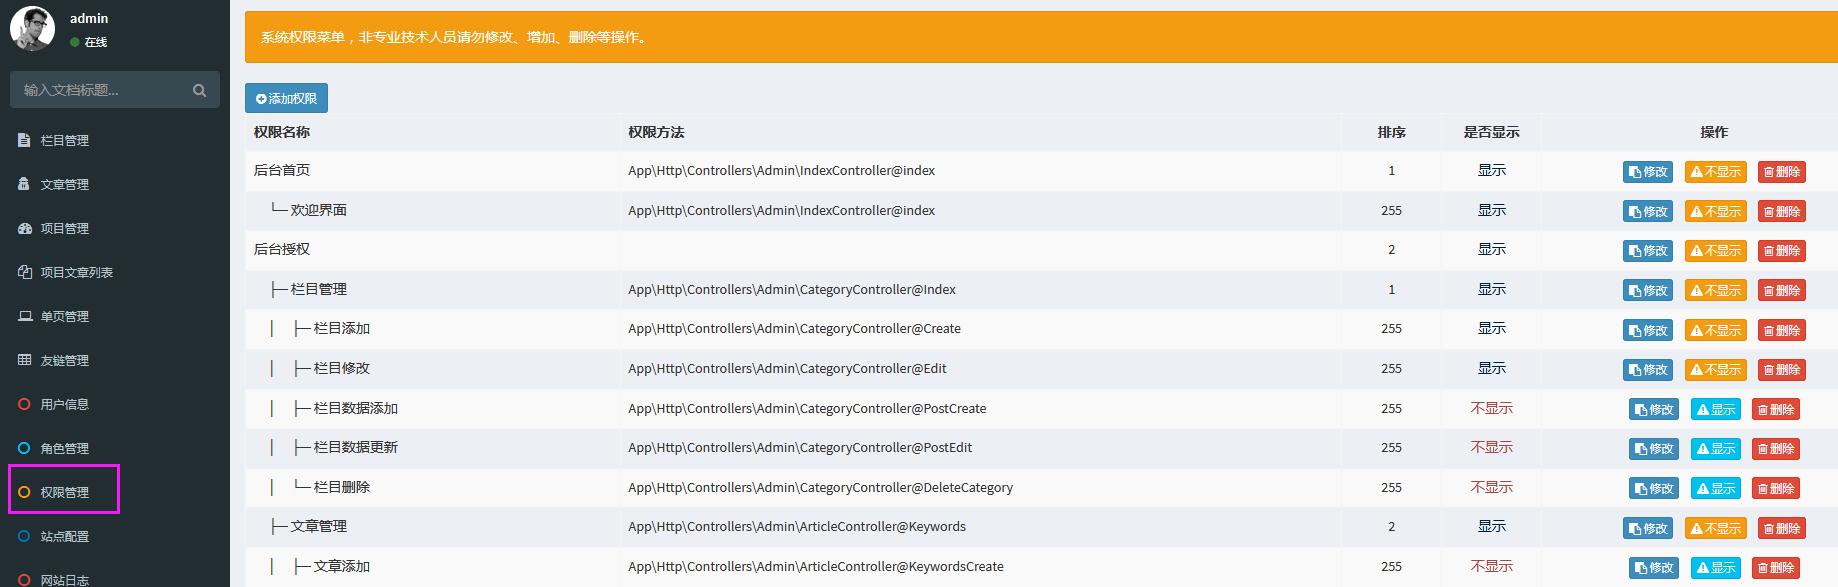 admin
在线
输入文档标题...
栏目管理
文章管理
项目管理
项目文章列表
单页管理
友链管理
用户信息
角色管理
权限管理
站点配置
网站日志
系统权限菜单，非专业技术人员请勿修改、增加、删除等操作。
添加权限
权限名称 权限方法 排序 是否显示 操作
后台首页 App\Http\Controllers\Admin\IndexController@index 1 显示 修改 不显示 删除
└─ 欢迎界面 App\Http\Controllers\Admin\IndexController@index 255 显示 修改 不显示 删除
后台授权 2 显示 修改 不显示 删除
├─ 栏目管理 App\Http\Controllers\Admin\CategoryController@Index 1 显示 修改 不显示 删除
│ ├─ 栏目添加 App\Http\Controllers\Admin\CategoryController@Create 255 显示 修改 不显示 删除
│ ├─ 栏目修改 App\Http\Controllers\Admin\CategoryController@Edit 255 显示 修改 不显示 删除
│ ├─ 栏目数据添加 App\Http\Controllers\Admin\CategoryController@PostCreate 255 不显示 修改 显示 删除
│ ├─ 栏目数据更新 App\Http\Controllers\Admin\CategoryController@PostEdit 255 不显示 修改 显示 删除
│ └─ 栏目删除 App\Http\Controllers\Admin\CategoryController@DeleteCategory 255 不显示 修改 显示 删除
├─ 文章管理 App\Http\Controllers\Admin\ArticleController@Keywords 2 显示 修改 不显示 删除
│ ├─ 文章添加 App\Http\Controllers\Admin\ArticleController@KeywordsCreate 255 不显示 修改 显示 删除